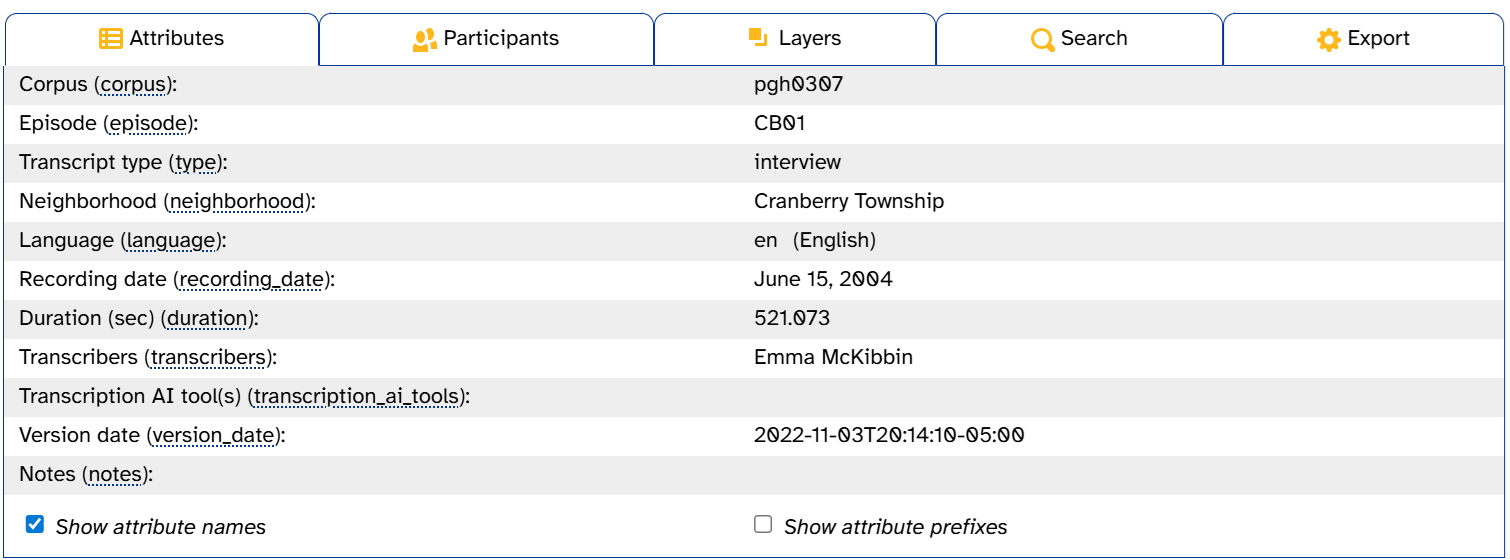 Attributes Participants Layers Search Export
Corpus (corpus): pgh0307
Episode (episode): CB01
Transcript type (type): interview
Neighborhood (neighborhood): Cranberry Township
Language (language): en (English)
Recording date (recording_date): June 15, 2004
Duration (sec) (duration): 521.073
Transcribers (transcribers): Emma McKibbin
Transcription AI tool(s) (transcription_ai_tools):
Version date (version_date): 2022-11-03T20:14:10-05:00
Notes (notes):
Show attribute names Show attribute prefixes